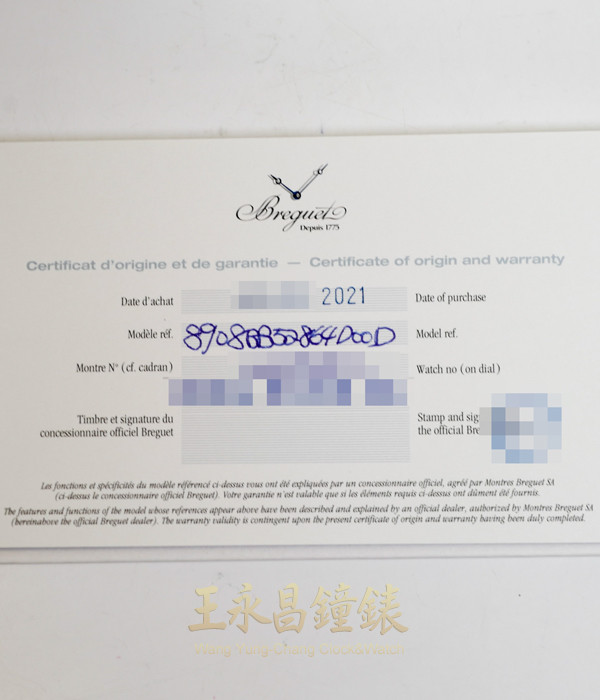 Breguet
Depuis 1775
Certificat d'origine et de garantie — Certificate of origin and warranty
Date d'achat 2021 Date of purchase
Modèle réf. 8908BB52864D00D Model ref.
Montre N° (cf. cadran) Watch no (on dial)
Timbre et signature du Stamp and sig
concessionnaire officiel Breguet the official Bre
Les fonctions et spécificités du modèle référencé ci-dessus vous ont été expliquées par un concessionnaire officiel, agréé par Montres Breguet SA
(ci-dessus le concessionnaire officiel Breguet). Votre garantie n'est valable que si les éléments requis ci-dessus ont dûment été fournis.
The features and functions of the model whose references appear above have been described and explained by an official dealer, authorized by Montres Breguet SA
(hereinabove the official Breguet dealer). The warranty validity is contingent upon the present certificate of origin and warranty having been duly completed.
王永昌鐘錶